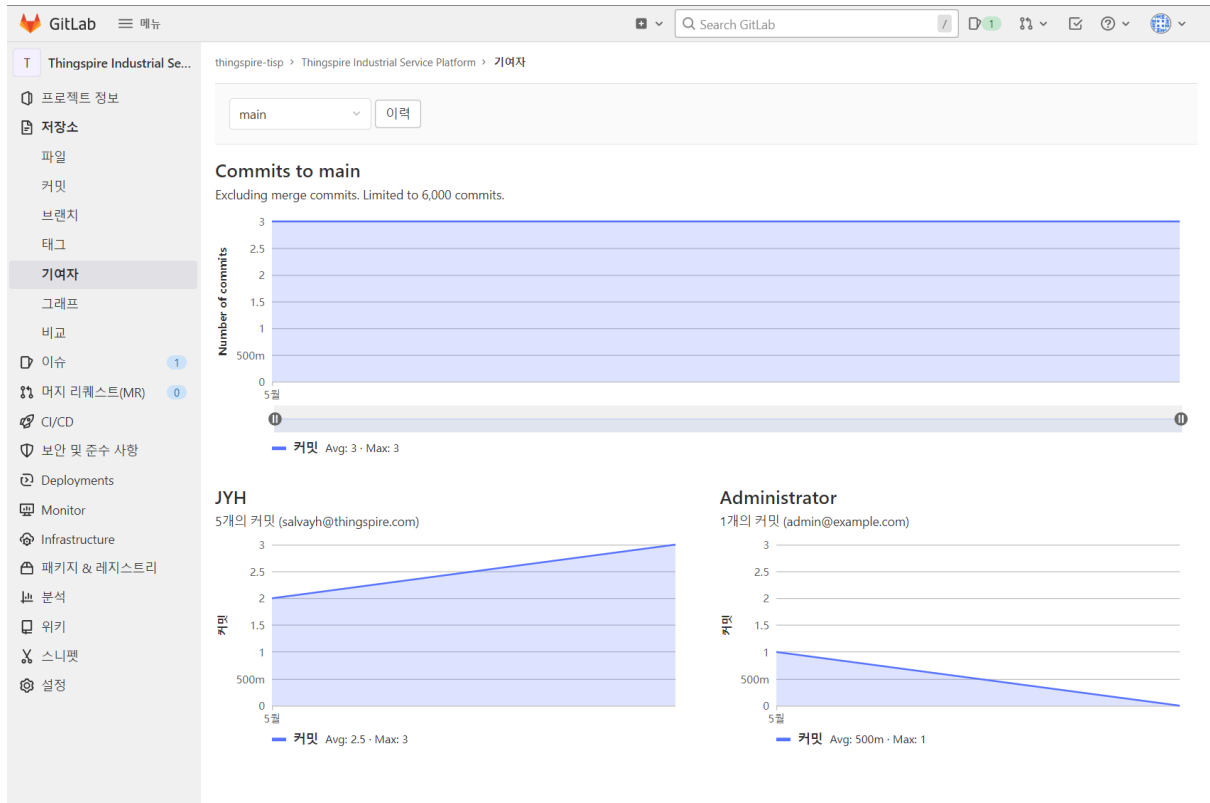 GitLab 메뉴 Search GitLab / 1
T Thingspire Industrial Se...
프로젝트 정보
저장소
파일
커밋
브랜치
태그
기여자
그래프
비교
이슈 1
머지 리퀘스트(MR) 0
CI/CD
보안 및 준수 사항
Deployments
Monitor
Infrastructure
패키지 & 레지스트리
분석
위키
스니펫
설정
thingspire-tisp > Thingspire Industrial Service Platform > 기여자
main 이력
Commits to main
Excluding merge commits. Limited to 6,000 commits.
Number of commits
3
2.5
2
1.5
1
500m
0
5월
커밋 Avg: 3 · Max: 3
JYH
5개의 커밋 (salvayh@thingspire.com)
커밋
3
2.5
2
1.5
1
500m
0
5월
커밋 Avg: 2.5 · Max: 3
Administrator
1개의 커밋 (admin@example.com)
커밋
3
2.5
2
1.5
1
500m
0
5월
커밋 Avg: 500m · Max: 1